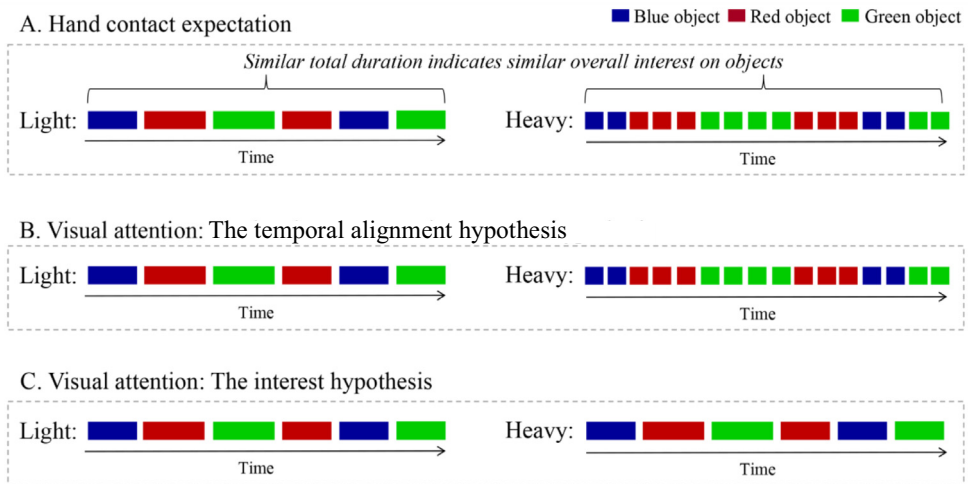 A. Hand contact expectation
Blue object Red object Green object
Similar total duration indicates similar overall interest on objects
Light:
Time
Heavy:
Time
B. Visual attention: The temporal alignment hypothesis
Light:
Time
Heavy:
Time
C. Visual attention: The interest hypothesis
Light:
Time
Heavy:
Time